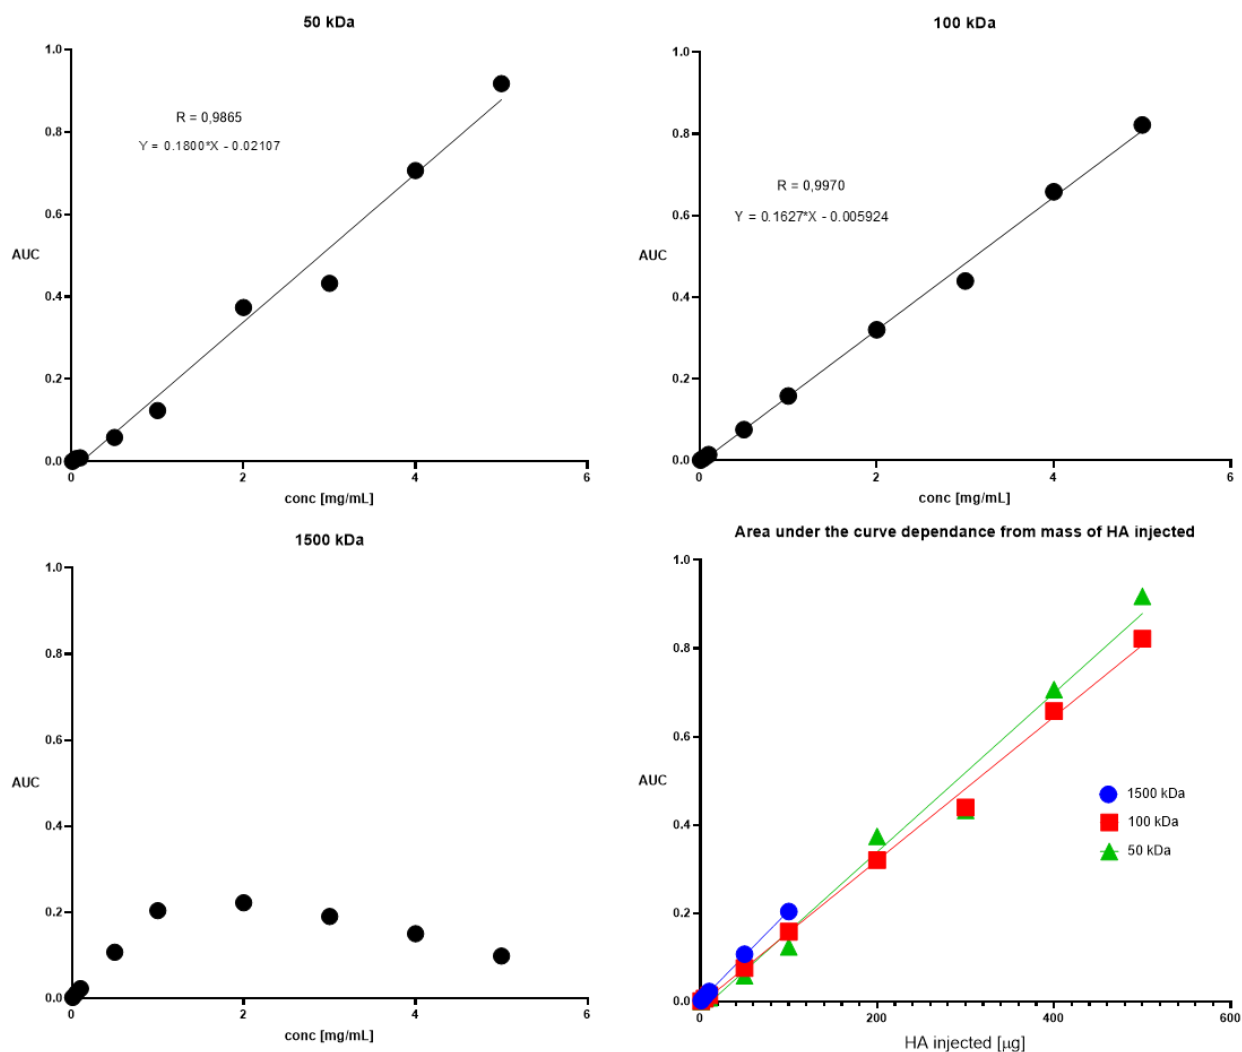 50 kDa
1.0
0.8
0.6
0.4
0.2
0.0
AUC
R = 0,9865
Y = 0.1800*X - 0.02107
0
2
4
6
conc [mg/mL]
100 kDa
1.0
0.8
0.6
0.4
0.2
0.0
AUC
R = 0,9970
Y = 0.1627*X - 0.005924
0
2
4
6
conc [mg/mL]
1500 kDa
1.0
0.8
0.6
0.4
0.2
0.0
AUC
0
2
4
6
conc [mg/mL]
Area under the curve dependance from mass of HA injected
1.0
0.8
0.6
0.4
0.2
0.0
AUC
1500 kDa
100 kDa
50 kDa
0
200
400
600
HA injected [µg]